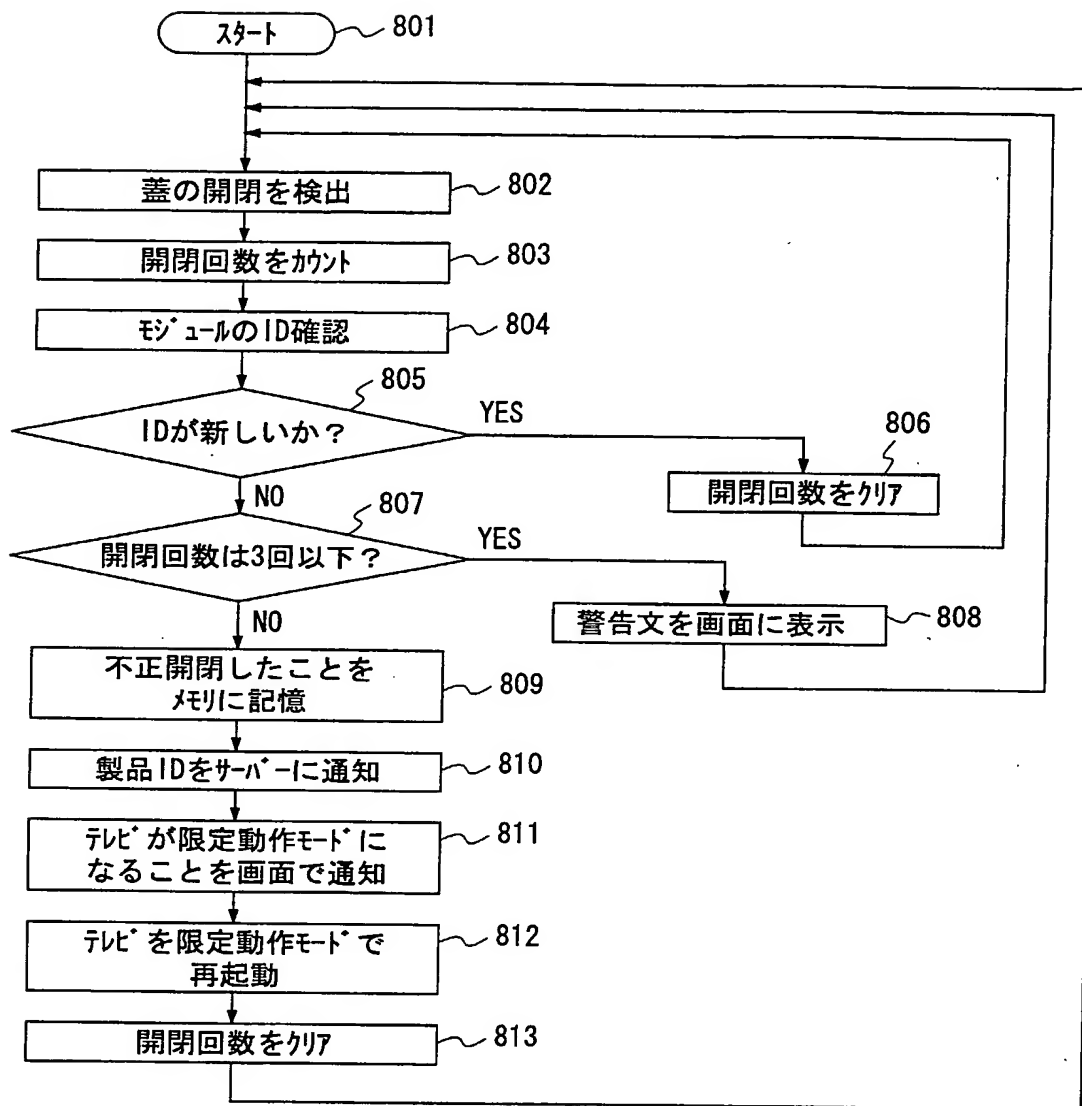 スタート 801
蓋の開閉を検出 802
開閉回数をｶｳﾝﾄ 803
ﾓｼﾞｭｰﾙのID確認 804
805
IDが新しいか？ YES
806
開閉回数をｸﾘｱ
NO
807
開閉回数は3回以下？ YES
警告文を画面に表示 808
NO
不正開閉したことを
ﾒﾓﾘに記憶 809
製品IDをｻｰﾊﾞｰに通知 810
ﾃﾚﾋﾞが限定動作ﾓｰﾄﾞに
なることを画面で通知 811
ﾃﾚﾋﾞを限定動作ﾓｰﾄﾞで
再起動 812
開閉回数をｸﾘｱ 813